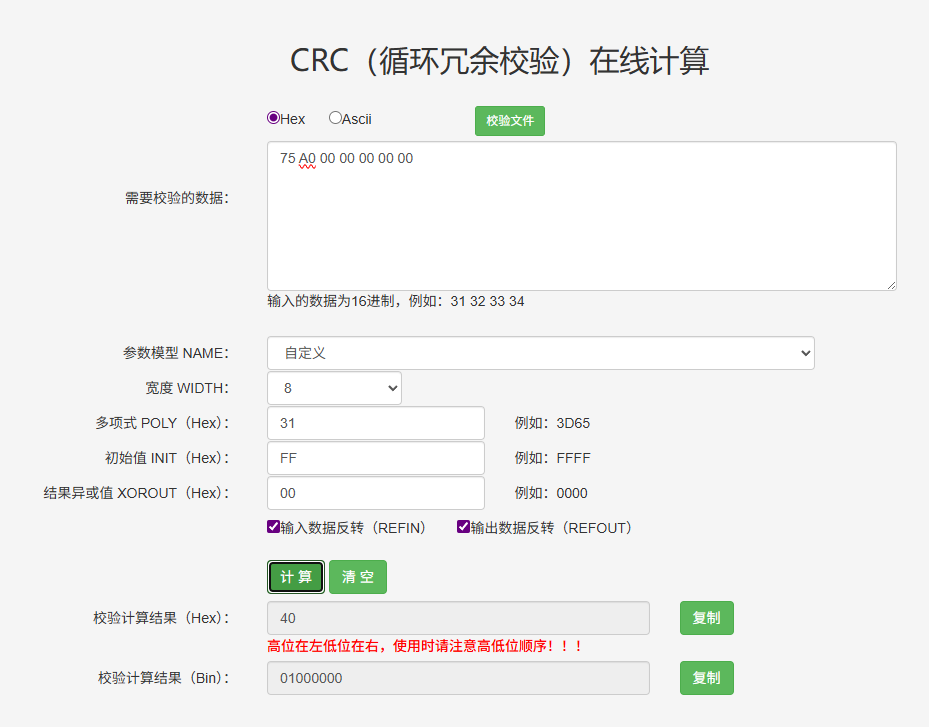 CRC（循环冗余校验）在线计算
Hex Ascii 校验文件
75 A0 00 00 00 00 00
需要校验的数据：
输入的数据为16进制，例如：31 32 33 34
参数模型 NAME： 自定义
宽度 WIDTH： 8
多项式 POLY（Hex）： 31 例如：3D65
初始值 INIT（Hex）： FF 例如：FFFF
结果异或值 XOROUT（Hex）： 00 例如：0000
输入数据反转（REFIN） 输出数据反转（REFOUT）
计 算 清 空
校验计算结果（Hex）： 40 复制
高位在左低位在右，使用时请注意高低位顺序！！！
校验计算结果（Bin）： 01000000 复制